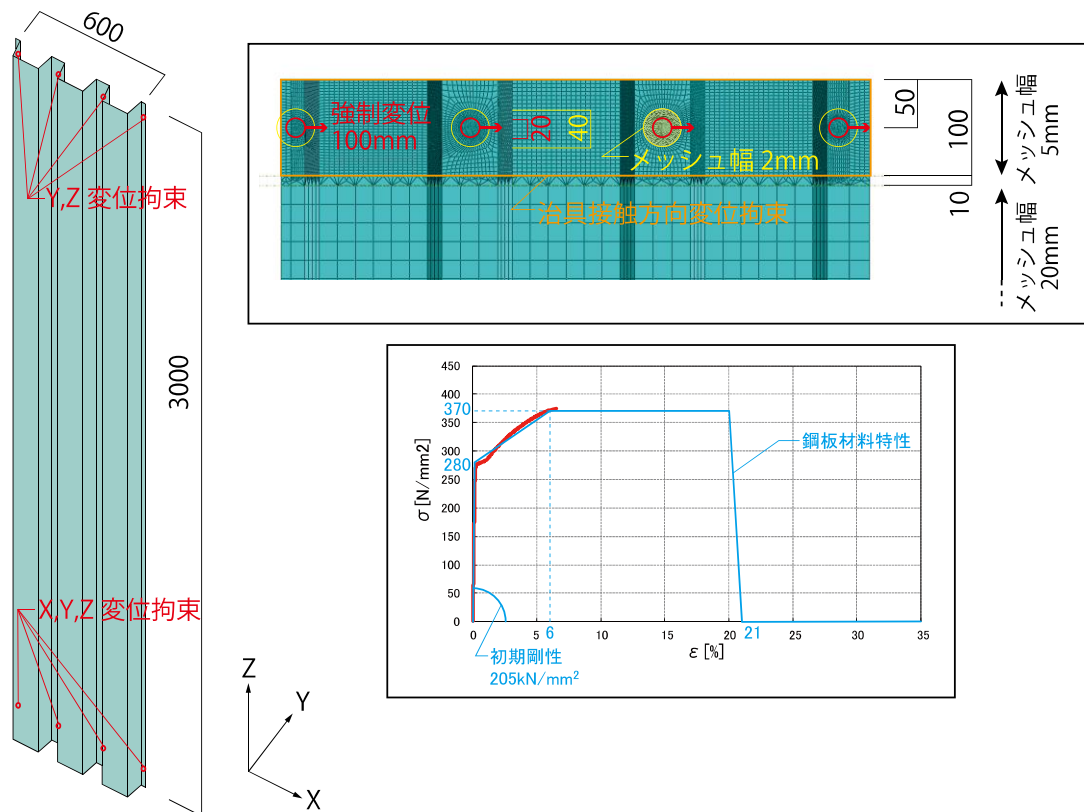 600
Y,Z 変位拘束
3000
X,Y,Z 変位拘束
Z
Y
X
強制変位
100mm
20
40
メッシュ幅 2mm
治具接触方向変位拘束
50
100
10
メッシュ幅
5mm
メッシュ幅
20mm
σ [N/mm2]
450
400
370
350
300
280
250
200
150
100
50
0
0
5
6
10
15
20
21
25
30
35
ε [%]
鋼板材料特性
初期剛性
205kN/mm²